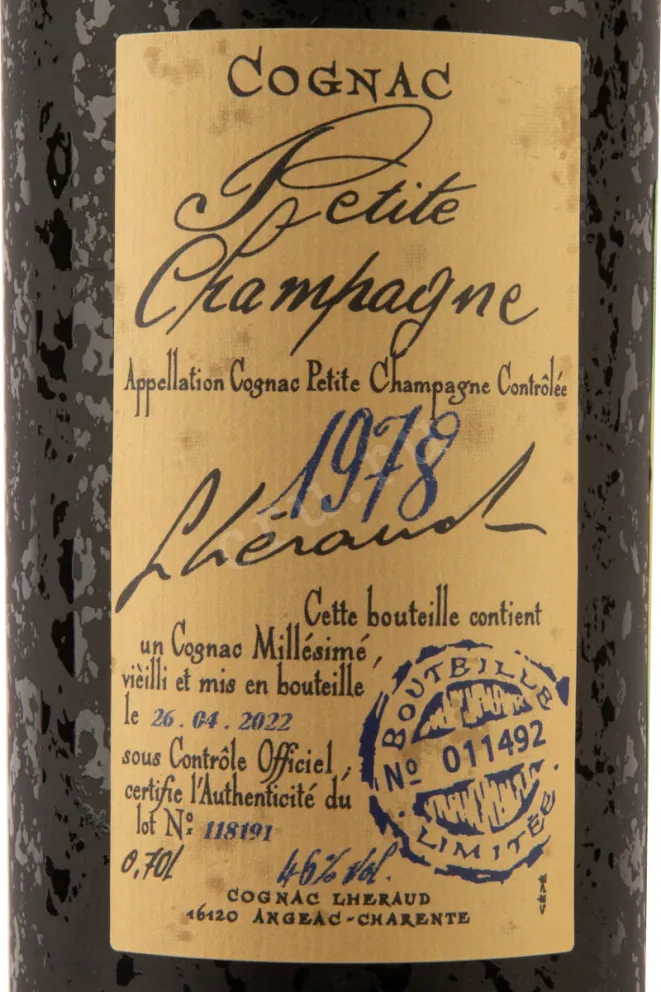 COGNAC
Petite
Champagne
Appellation Cognac Petite Champagne Contrôlée
1978
Lhéraud
Cette bouteille contient
un Cognac Millésimé,
vièilli et mis en bouteille
le 26.04.2022
sous Contrôle Officiel,
certifie l'Authenticité du
lot N°: 118191
BOUTEILLE
N° 011492
LIMITÉE
0,70l 46% vol.
COGNAC LHERAUD
16120 ANGEAC-CHARENTE